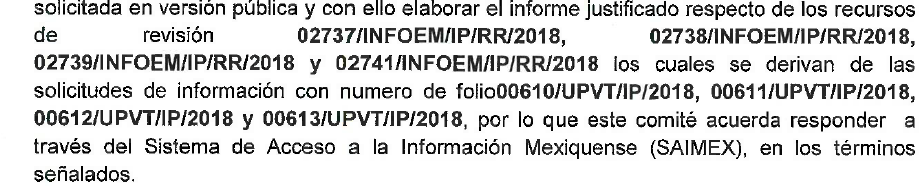 solicitada en versión pública y con ello elaborar el informe justificado respecto de los recursos
de revisión 02737/INFOEM/IP/RR/2018, 02738/INFOEM/IP/RR/2018,
02739/INFOEM/IP/RR/2018 y 02741/INFOEM/IP/RR/2018 los cuales se derivan de las
solicitudes de información con numero de folio00610/UPVT/IP/2018, 00611/UPVT/IP/2018,
00612/UPVT/IP/2018 y 00613/UPVT/IP/2018, por lo que este comité acuerda responder a
través del Sistema de Acceso a la Información Mexiquense (SAIMEX), en los términos
señalados.